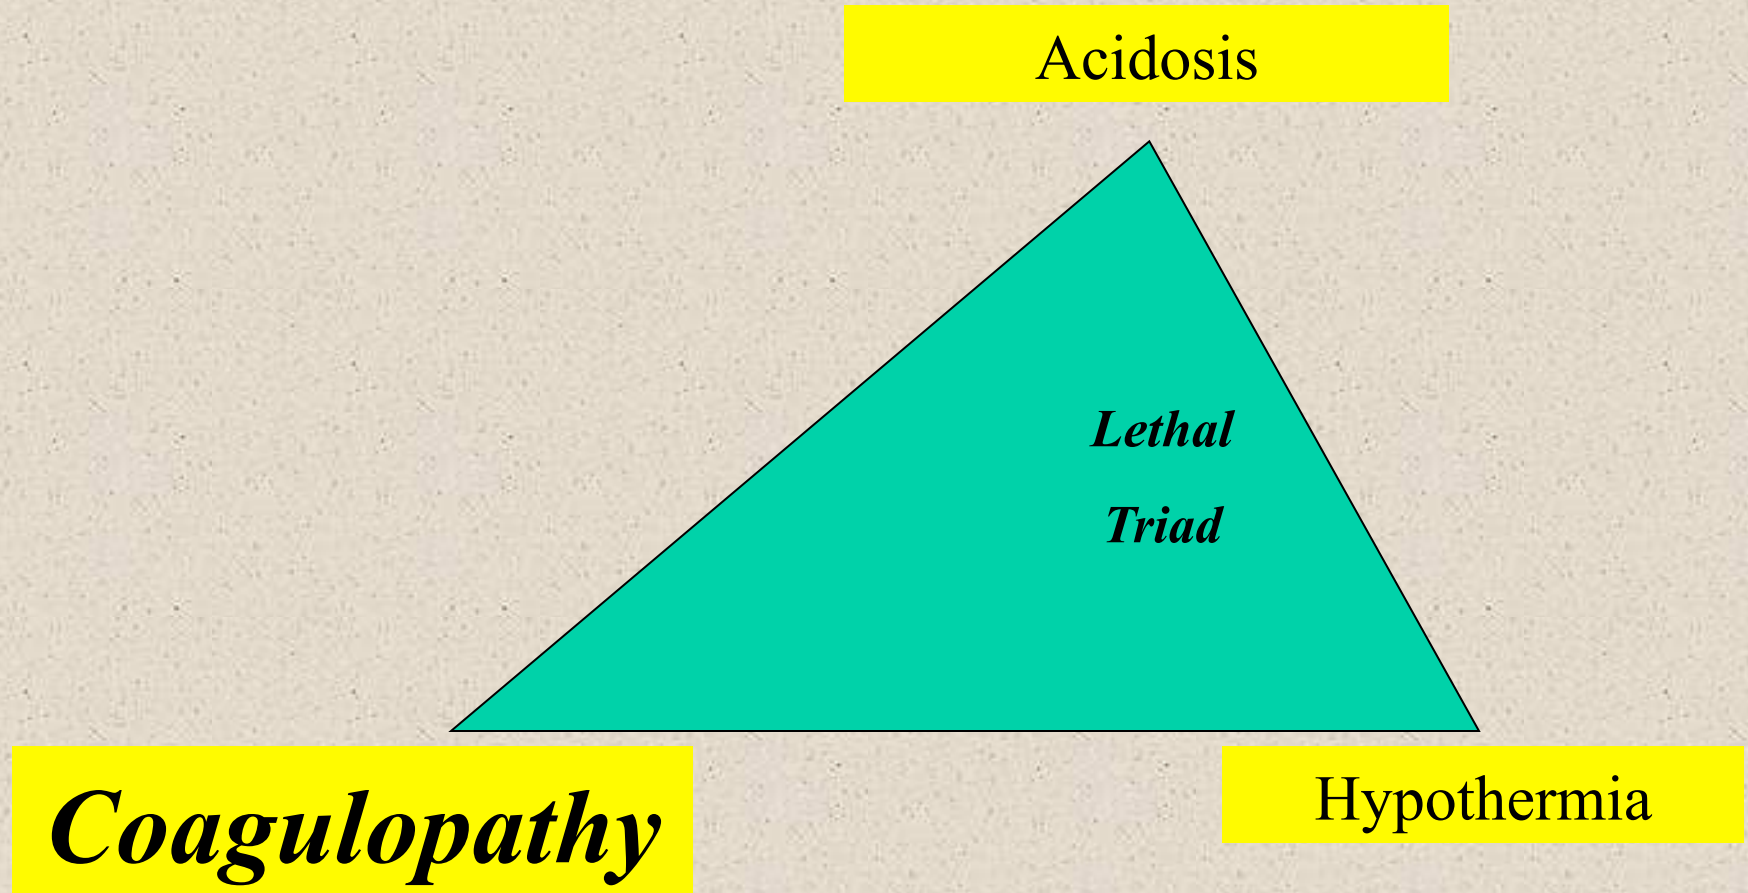 Acidosis
Lethal
Triad
Coagulopathy
Hypothermia